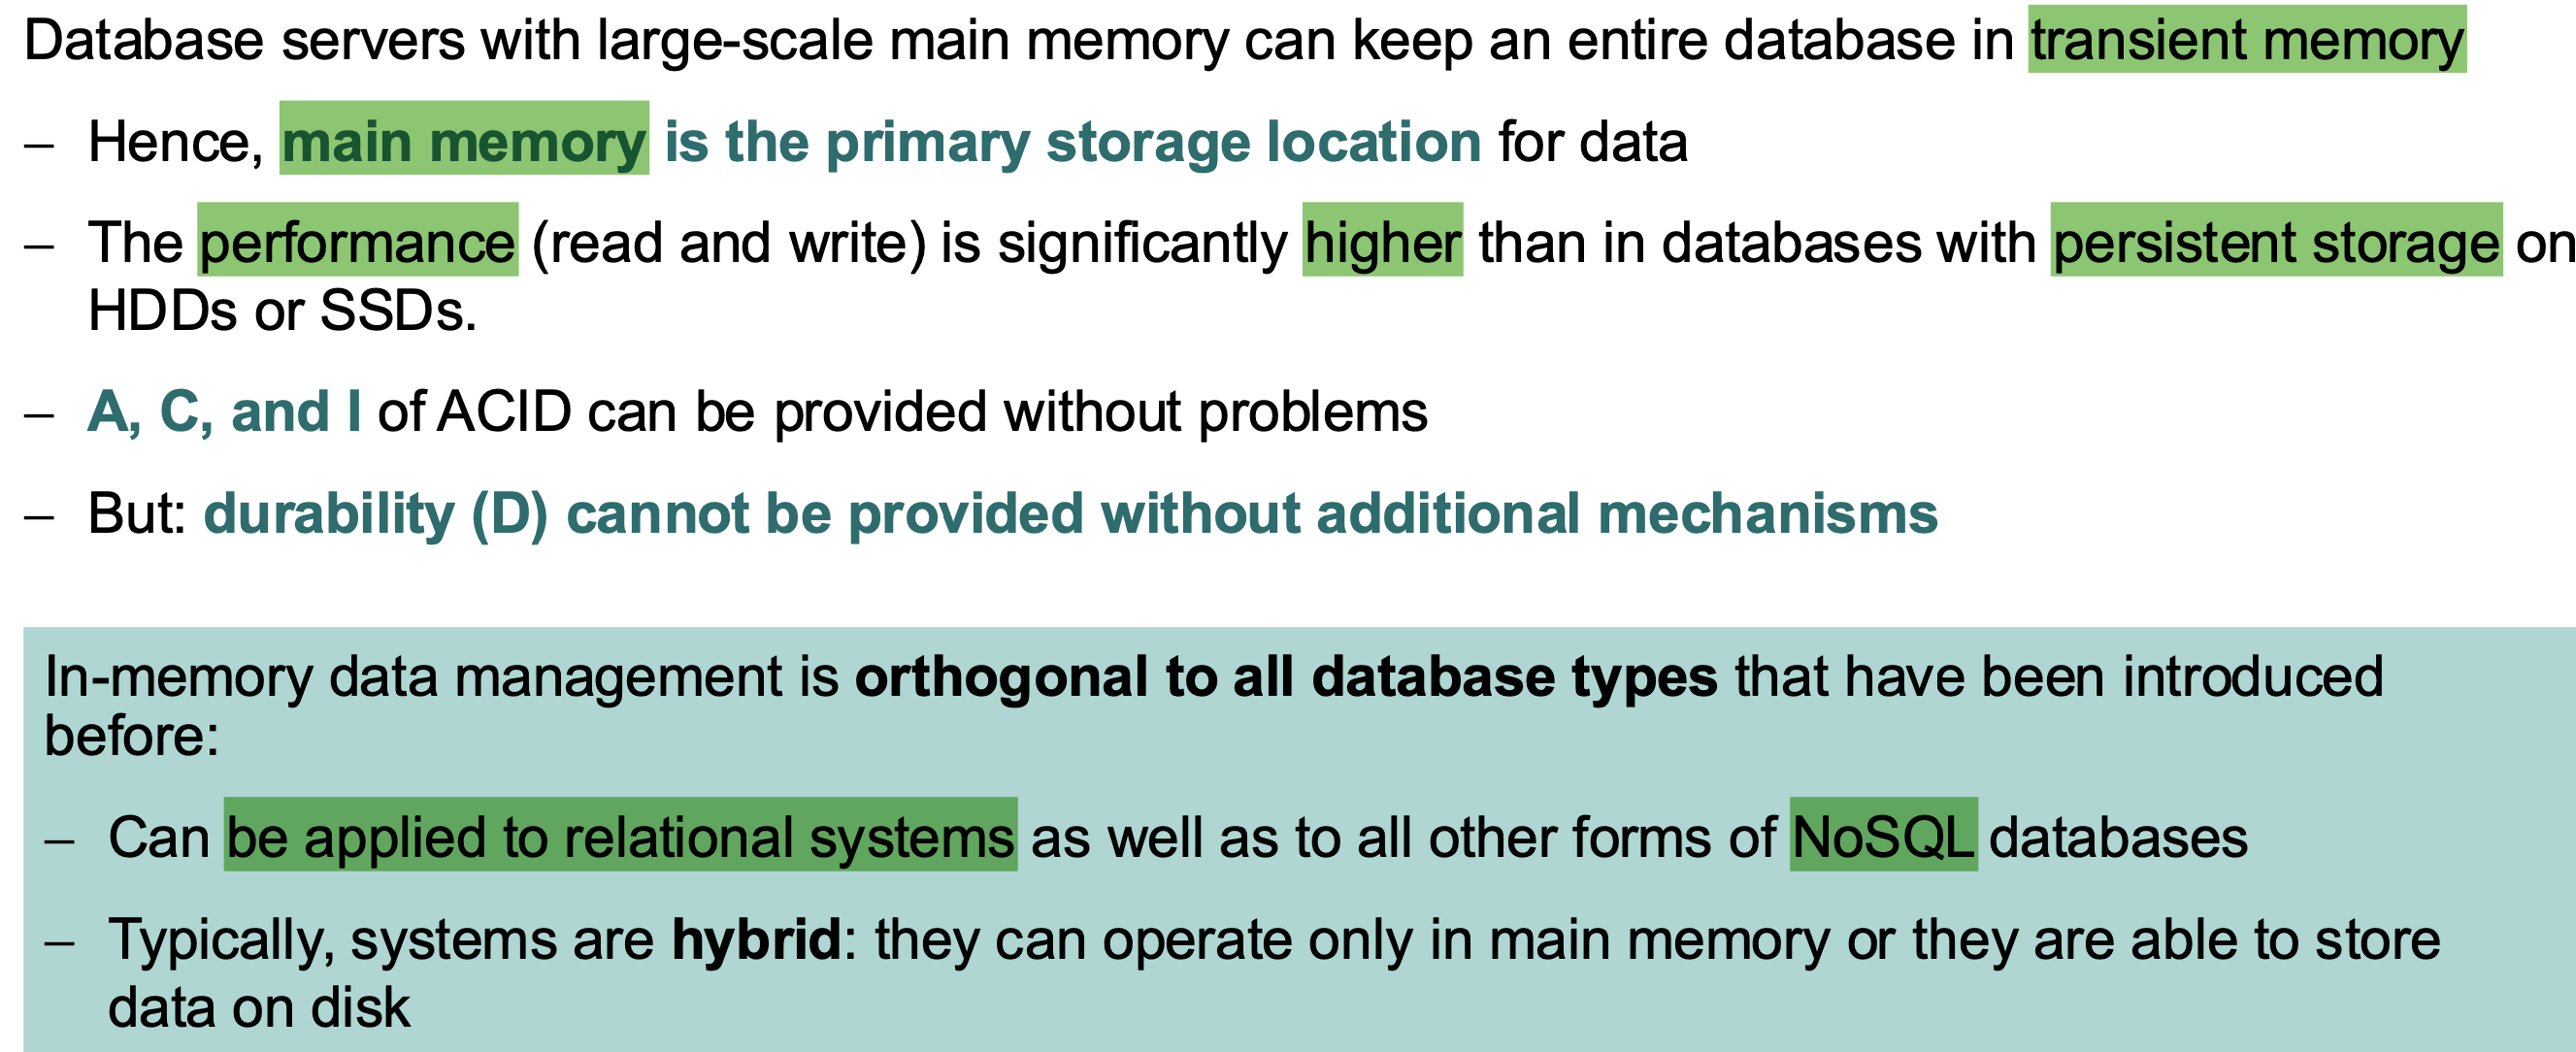 Database servers with large-scale main memory can keep an entire database in transient memory
– Hence, main memory is the primary storage location for data
– The performance (read and write) is significantly higher than in databases with persistent storage on
HDDs or SSDs.
– A, C, and I of ACID can be provided without problems
– But: durability (D) cannot be provided without additional mechanisms
In-memory data management is orthogonal to all database types that have been introduced
before:
– Can be applied to relational systems as well as to all other forms of NoSQL databases
– Typically, systems are hybrid: they can operate only in main memory or they are able to store
data on disk